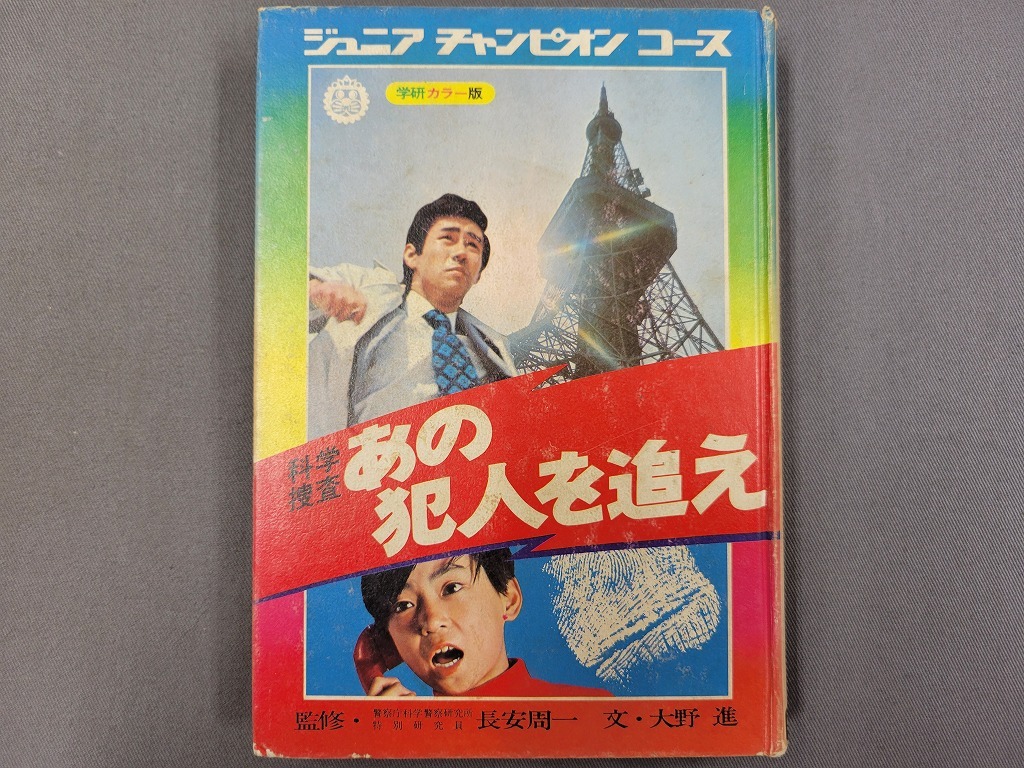 ジュニア チャンピオン コース
学研カラー版
科学
捜査
あの
犯人を追え
監修・警察庁科学警察研究所
特別研究員
長安周一 文・大野 進